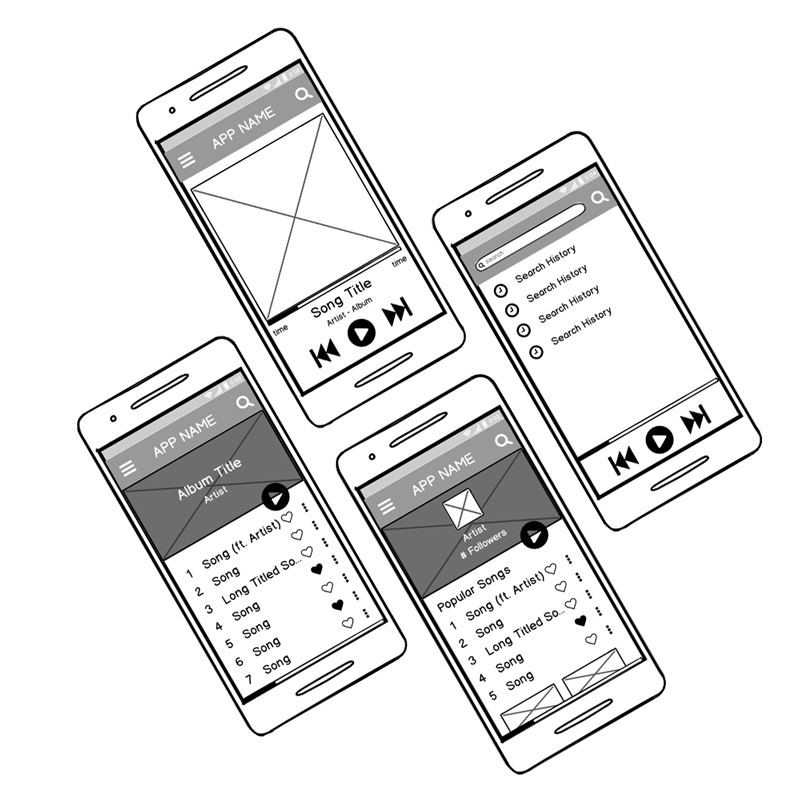 APP NAME
time
time
Song Title
Artist - Album
search
Search History
Search History
Search History
Search History
APP NAME
Album Title
Artist
1 Song (ft. Artist)
2 Song
3 Long Titled So...
4 Song
5 Song
6 Song
7 Song
APP NAME
Artist
# Followers
Popular Songs
1 Song (ft. Artist)
2 Song
3 Long Titled So...
4 Song
5 Song